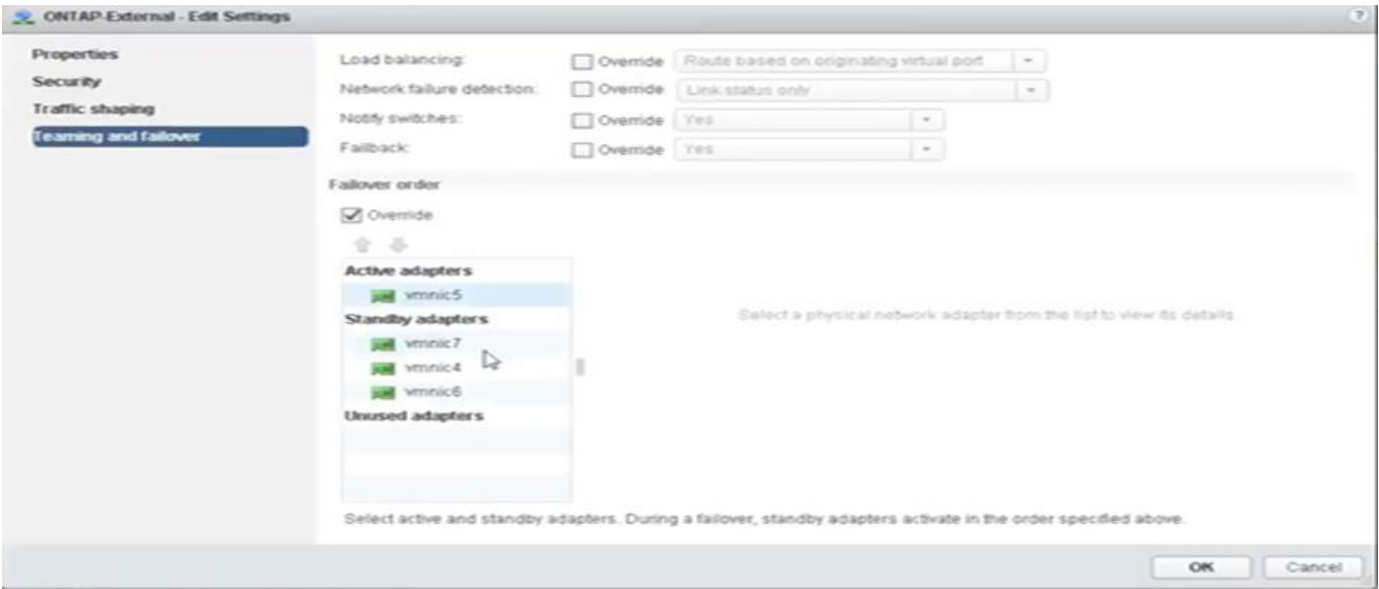 ONTAP-External - Edit Settings
?
Properties
Security
Traffic shaping
Teaming and failover
Load balancing: Override Route based on originating virtual port
Network failure detection: Override Link status only
Notify switches: Override Yes
Failback: Override Yes
Failover order
Override
Active adapters
vmnic5
Standby adapters
vmnic7
vmnic4
vmnic6
Unused adapters
Select a physical network adapter from the list to view its details.
Select active and standby adapters. During a failover, standby adapters activate in the order specified above.
OK Cancel